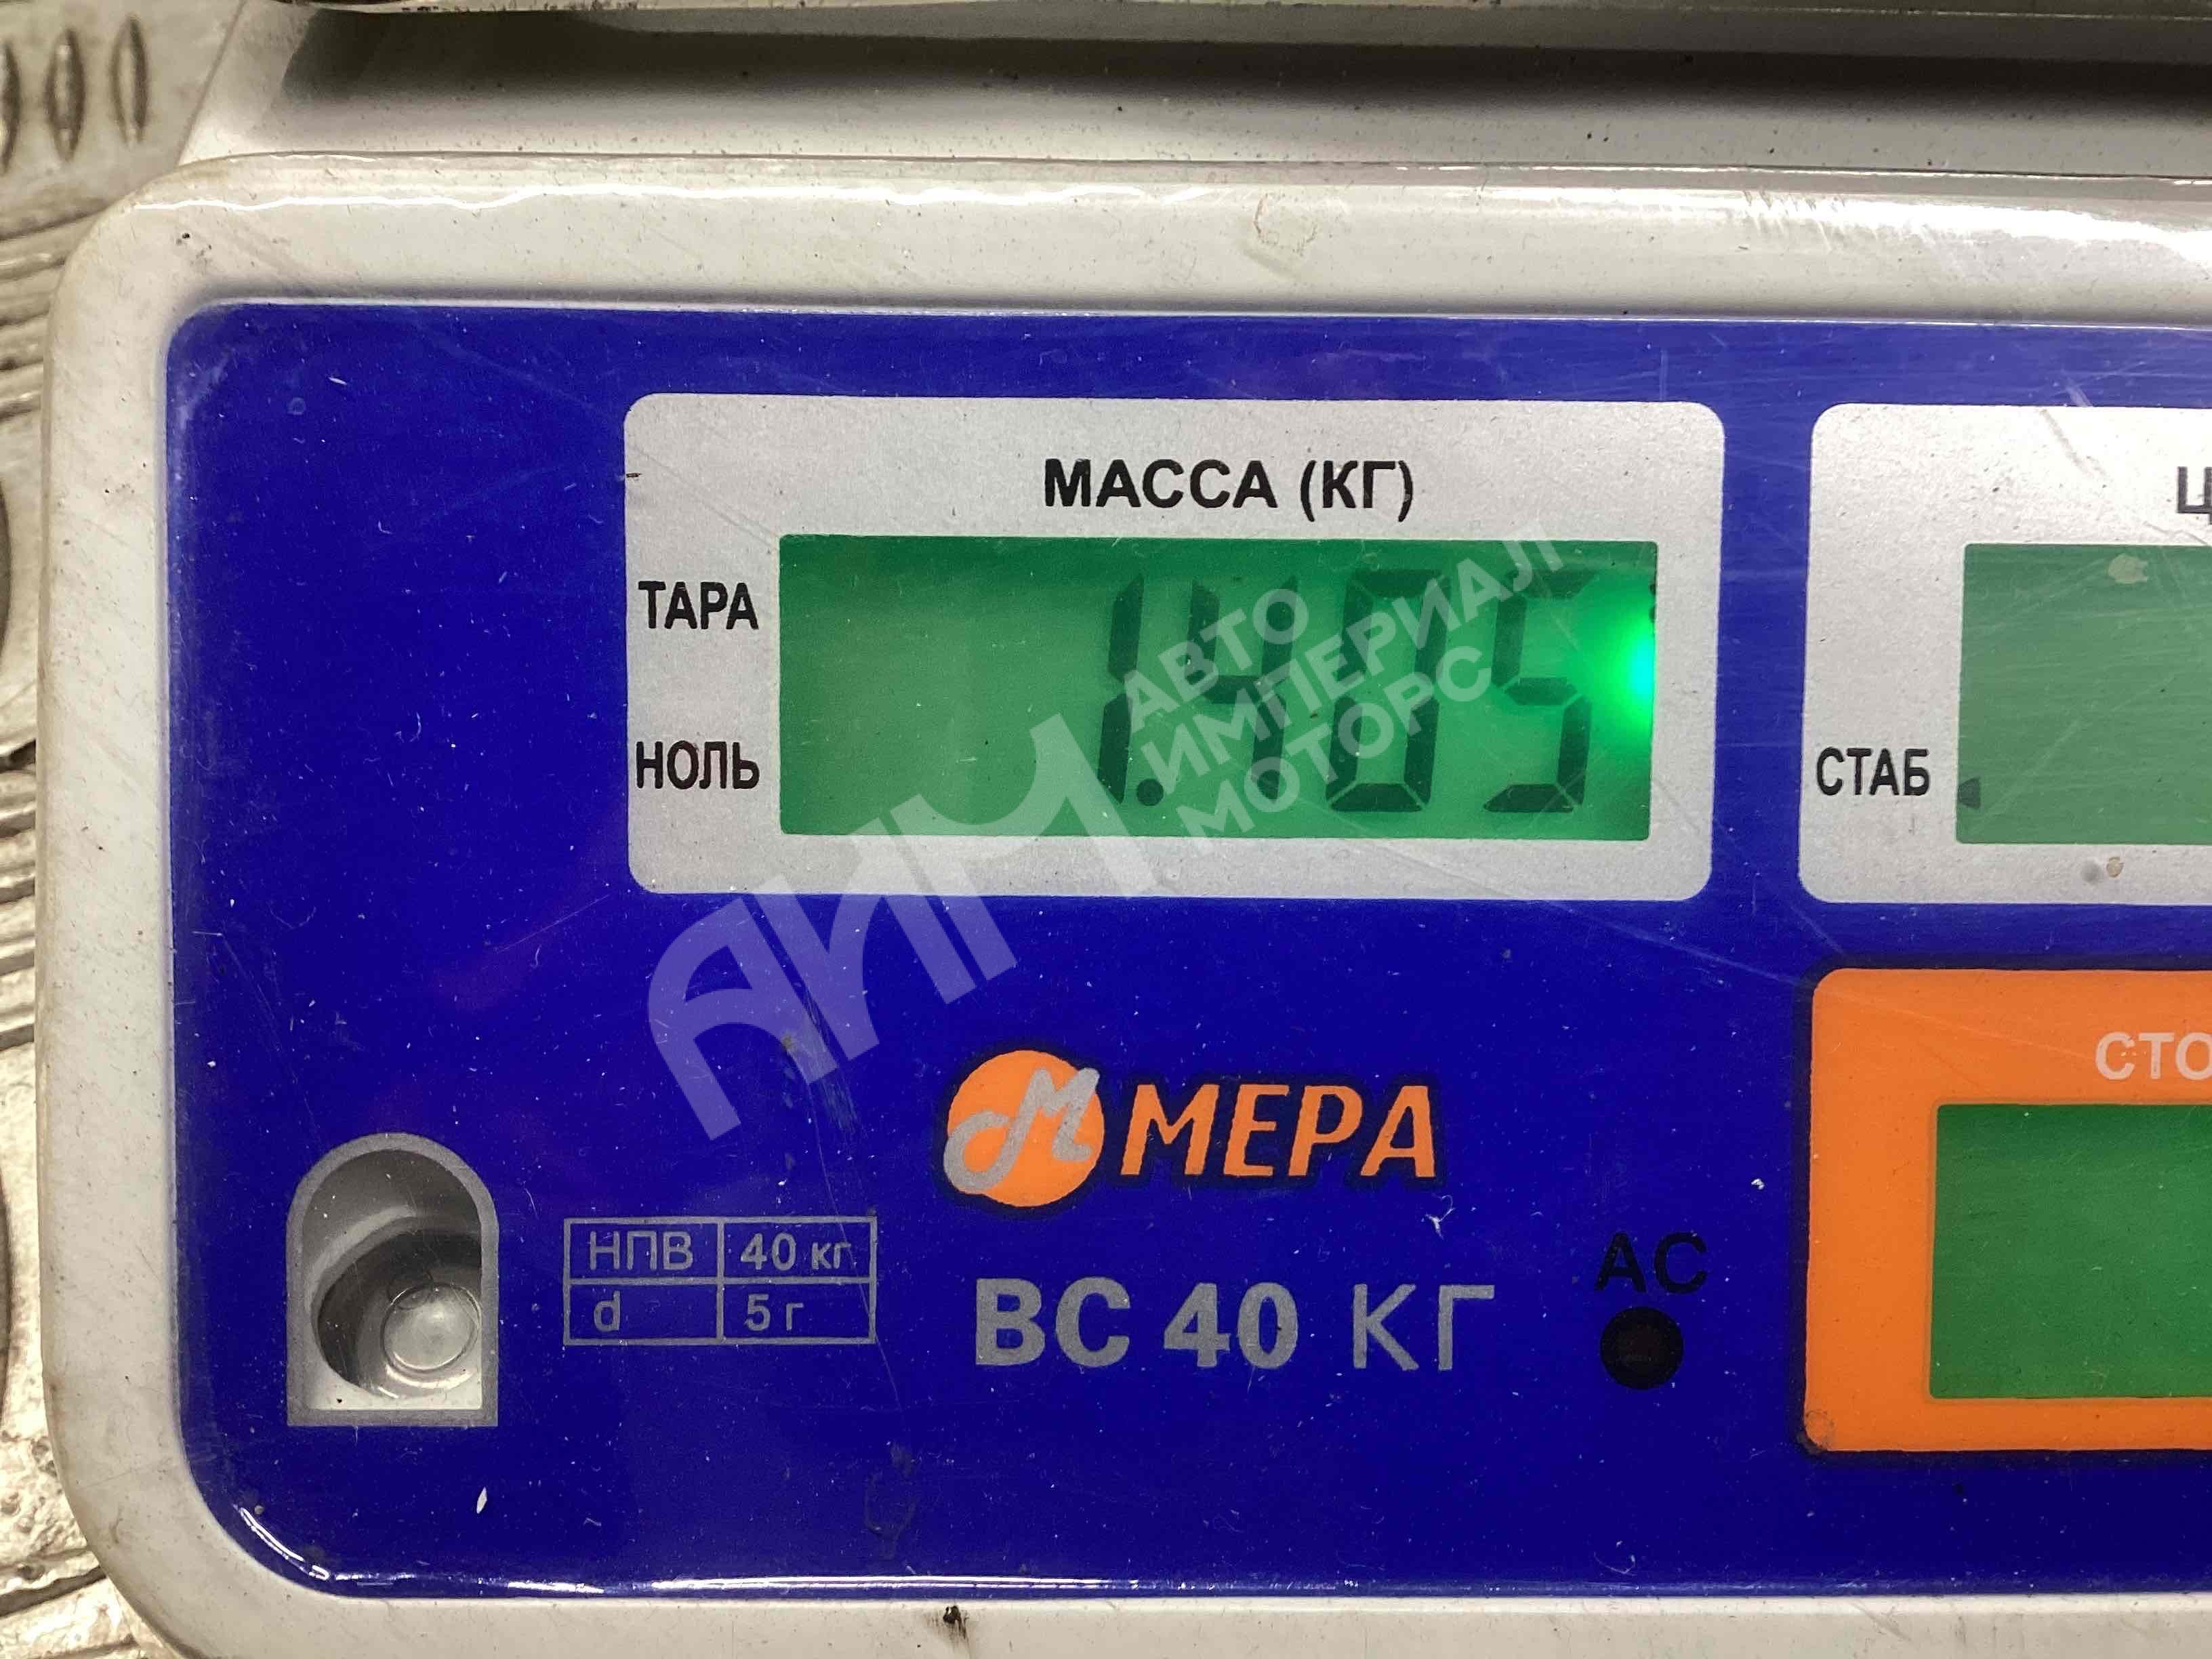 МАССА (КГ)
ТАРА
1.405
НОЛЬ
СТАБ
АИМ
АВТО
ИМПЕРИАЛ
МОТОРС
МЕРА
НПВ 40 кг
d 5 г
ВС 40 КГ
АС